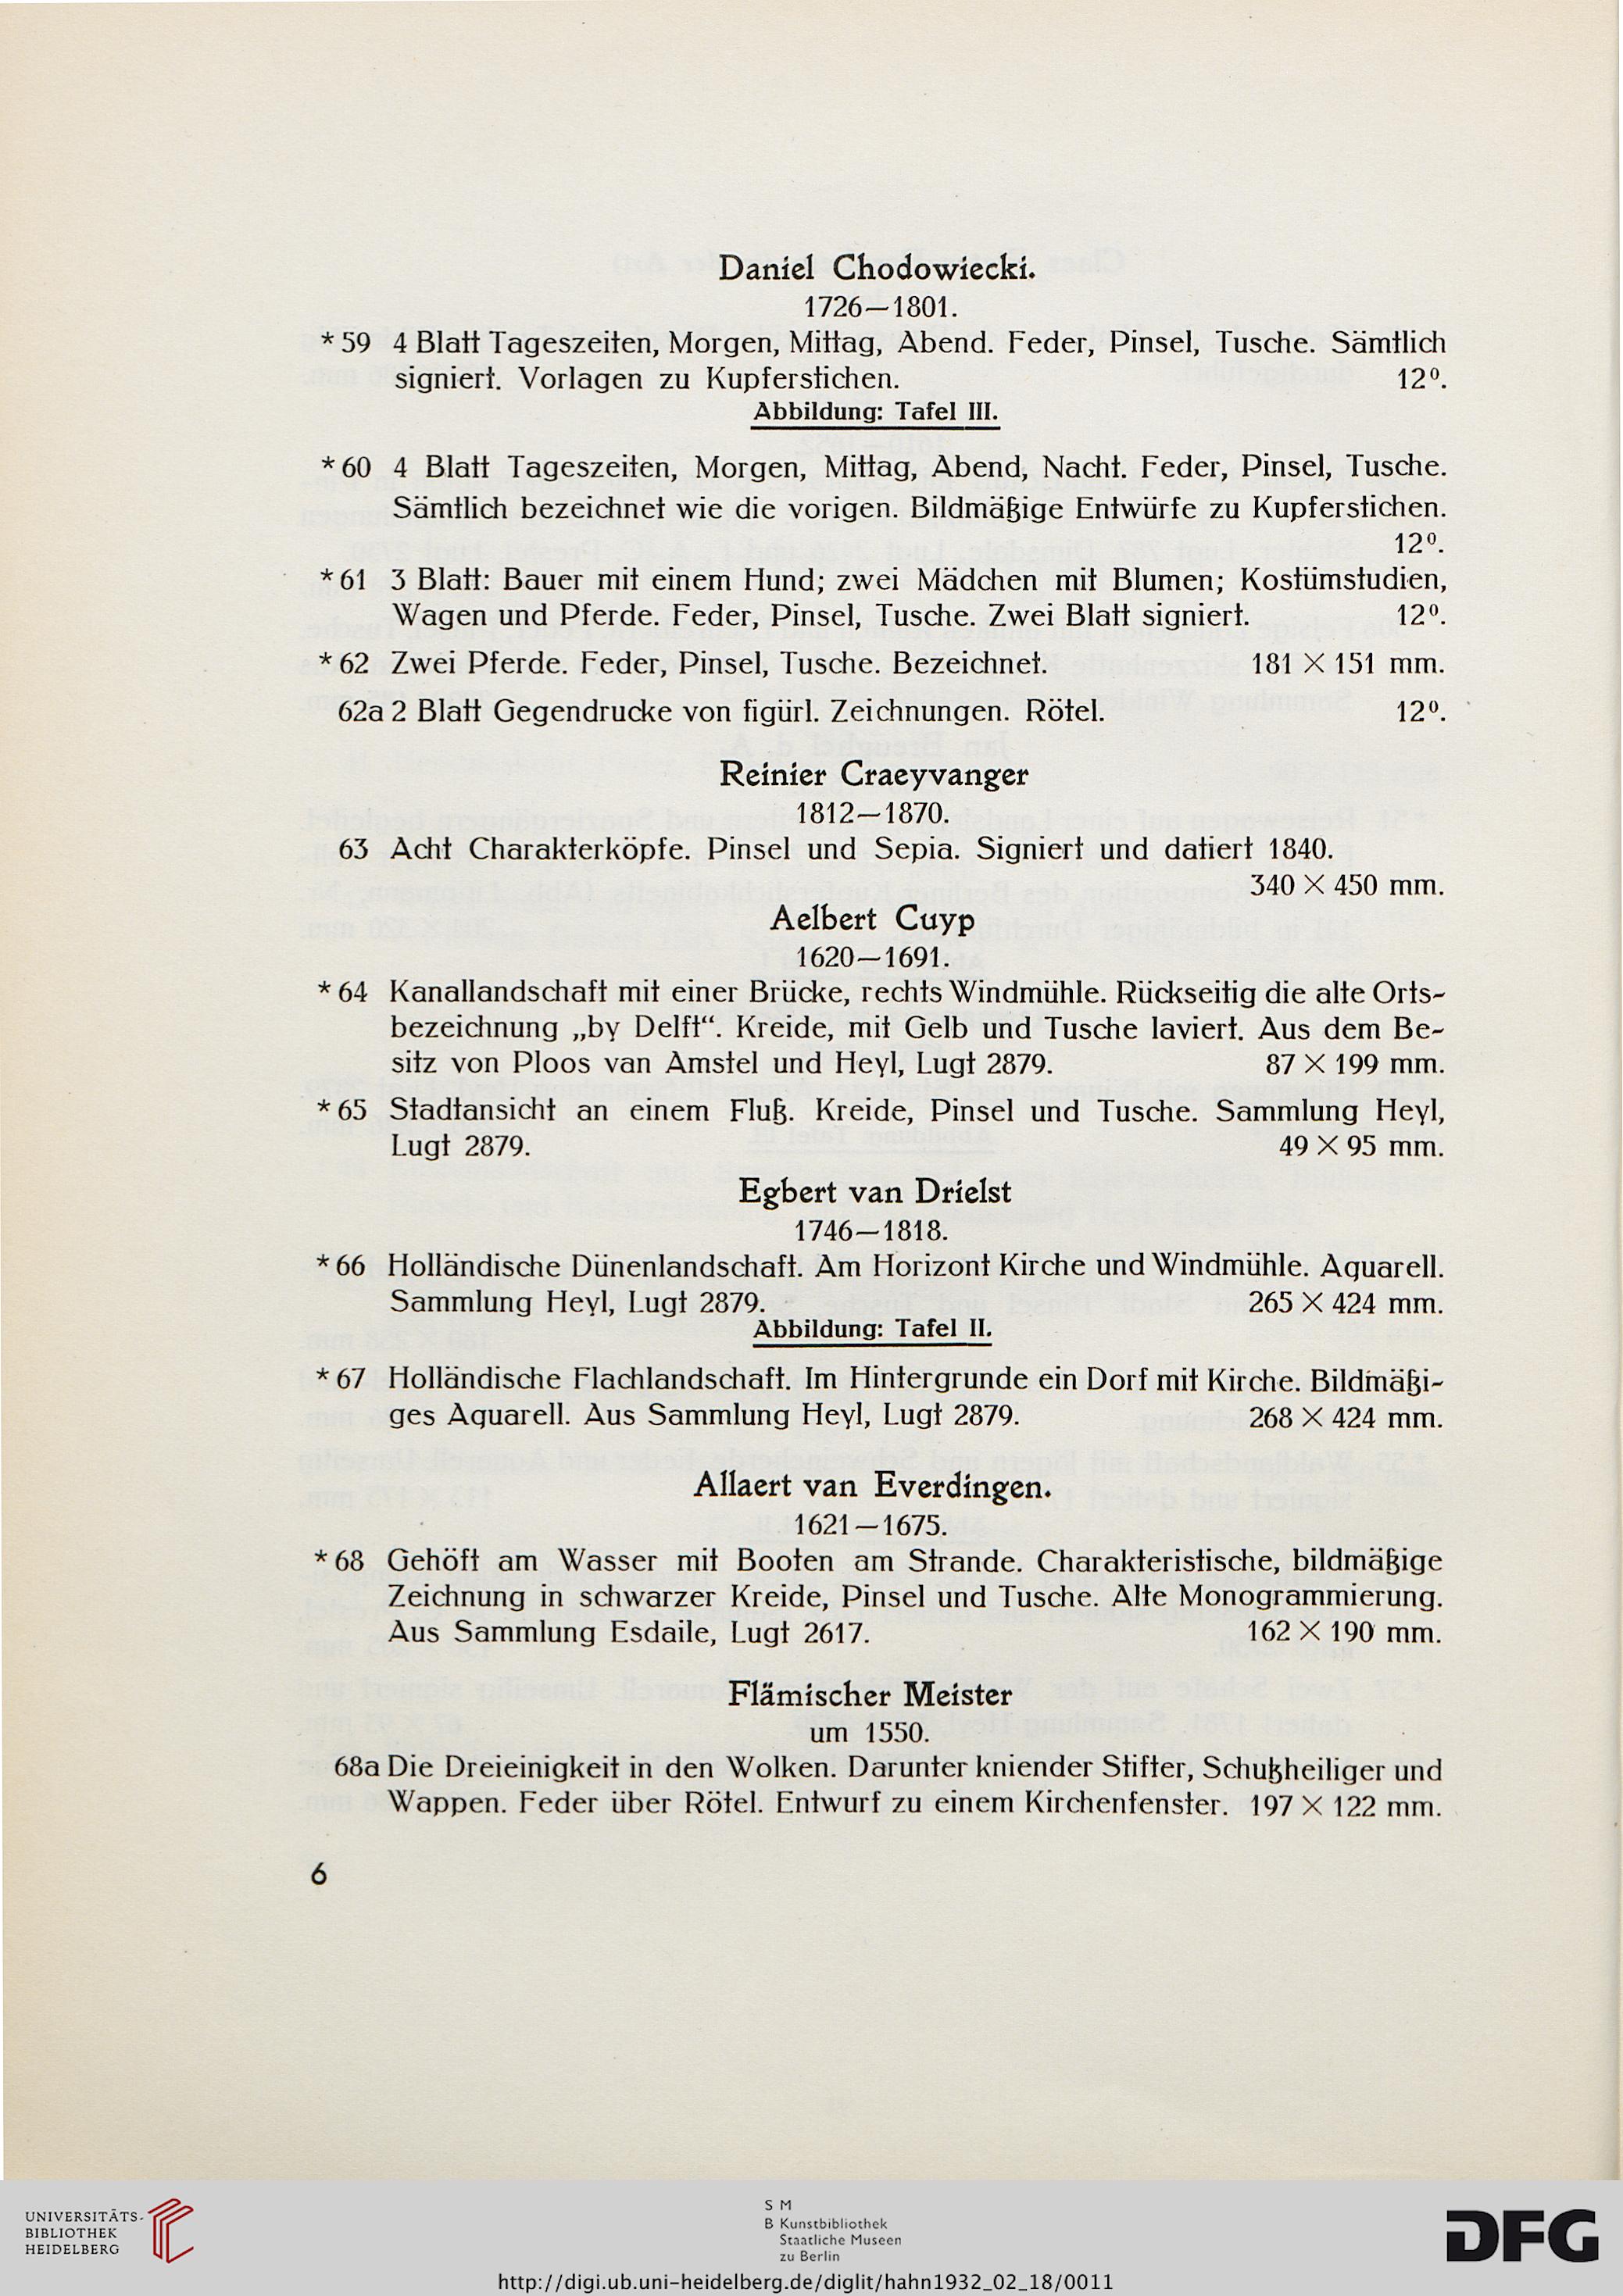 Daniel Chodowiecki.
1726—1801.
* 59 4 Blatt Tageszeiten, Morgen, Mittag, Abend. Feder, Pinsel, Tusche. Sämtlich
signiert. Vorlagen zu Kupferstichen. 12⁰.
Abbildung: Tafel III.
* 60 4 Blatt Tageszeiten, Morgen, Mittag, Abend, Nacht. Feder, Pinsel, Tusche.
Sämtlich bezeichnet wie die vorigen. Bildmäßige Entwürfe zu Kupferstichen.
12⁰.
* 61 3 Blatt: Bauer mit einem Hund; zwei Mädchen mit Blumen; Kostümstudien,
Wagen und Pferde. Feder, Pinsel, Tusche. Zwei Blatt signiert. 12⁰.
* 62 Zwei Pferde. Feder, Pinsel, Tusche. Bezeichnet. 181 × 151 mm.
62a 2 Blatt Gegendrucke von figürl. Zeichnungen. Rötel. 12⁰.
Reinier Craeyvanger
1812—1870.
63 Acht Charakterköpfe. Pinsel und Sepia. Signiert und datiert 1840.
340 × 450 mm.
Aelbert Cuyp
1620—1691.
* 64 Kanallandschaft mit einer Brücke, rechts Windmühle. Rückseitig die alte Orts-
bezeichnung „by Delft“. Kreide, mit Gelb und Tusche laviert. Aus dem Be-
sitz von Ploos van Amstel und Heyl, Lugt 2879. 87 × 199 mm.
* 65 Stadtansicht an einem Fluß. Kreide, Pinsel und Tusche. Sammlung Heyl,
Lugt 2879. 49 × 95 mm.
Egbert van Drielst
1746—1818.
* 66 Holländische Dünenlandschaft. Am Horizont Kirche und Windmühle. Aquarell.
Sammlung Heyl, Lugt 2879. 265 × 424 mm.
Abbildung: Tafel II.
* 67 Holländische Flachlandschaft. Im Hintergrunde ein Dorf mit Kirche. Bildmäßi-
ges Aquarell. Aus Sammlung Heyl, Lugt 2879. 268 × 424 mm.
Allaert van Everdingen.
1621—1675.
* 68 Gehöft am Wasser mit Booten am Strande. Charakteristische, bildmäßige
Zeichnung in schwarzer Kreide, Pinsel und Tusche. Alte Monogrammierung.
Aus Sammlung Esdaile, Lugt 2617. 162 × 190 mm.
Flämischer Meister
um 1550.
68a Die Dreieinigkeit in den Wolken. Darunter kniender Stifter, Schutzheiliger und
Wappen. Feder über Rötel. Entwurf zu einem Kirchenfenster. 197 × 122 mm.
6
UNIVERSITÄTS-
BIBLIOTHEK
HEIDELBERG
S M
B Kunstbibliothek
Staatliche Museen
zu Berlin
DFG
http://digi.ub.uni-heidelberg.de/diglit/hahn1932_02_18/0011